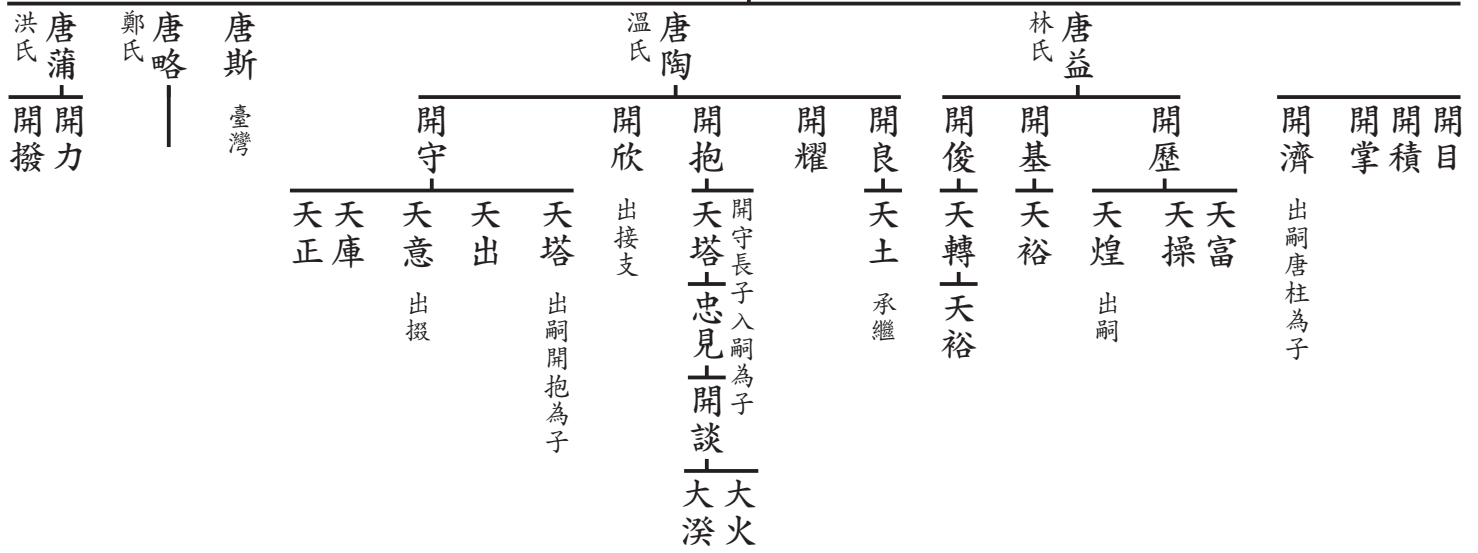 唐益
林氏
唐陶
溫氏
唐斯
臺灣
唐略
鄭氏
唐蒲
洪氏
開目
開積
開掌
開濟
出嗣唐柱為子
開歷
開基
開俊
開良
開耀
開抱
開欣
出接支
開守
開力
開撥
天富
天操
天煌
出嗣
天裕
天轉
天裕
天土
承繼
開守長子入嗣為子
天塔
忠見
開談
大火
大湀
天塔
出嗣開抱為子
天出
天意
出掇
天庫
天正